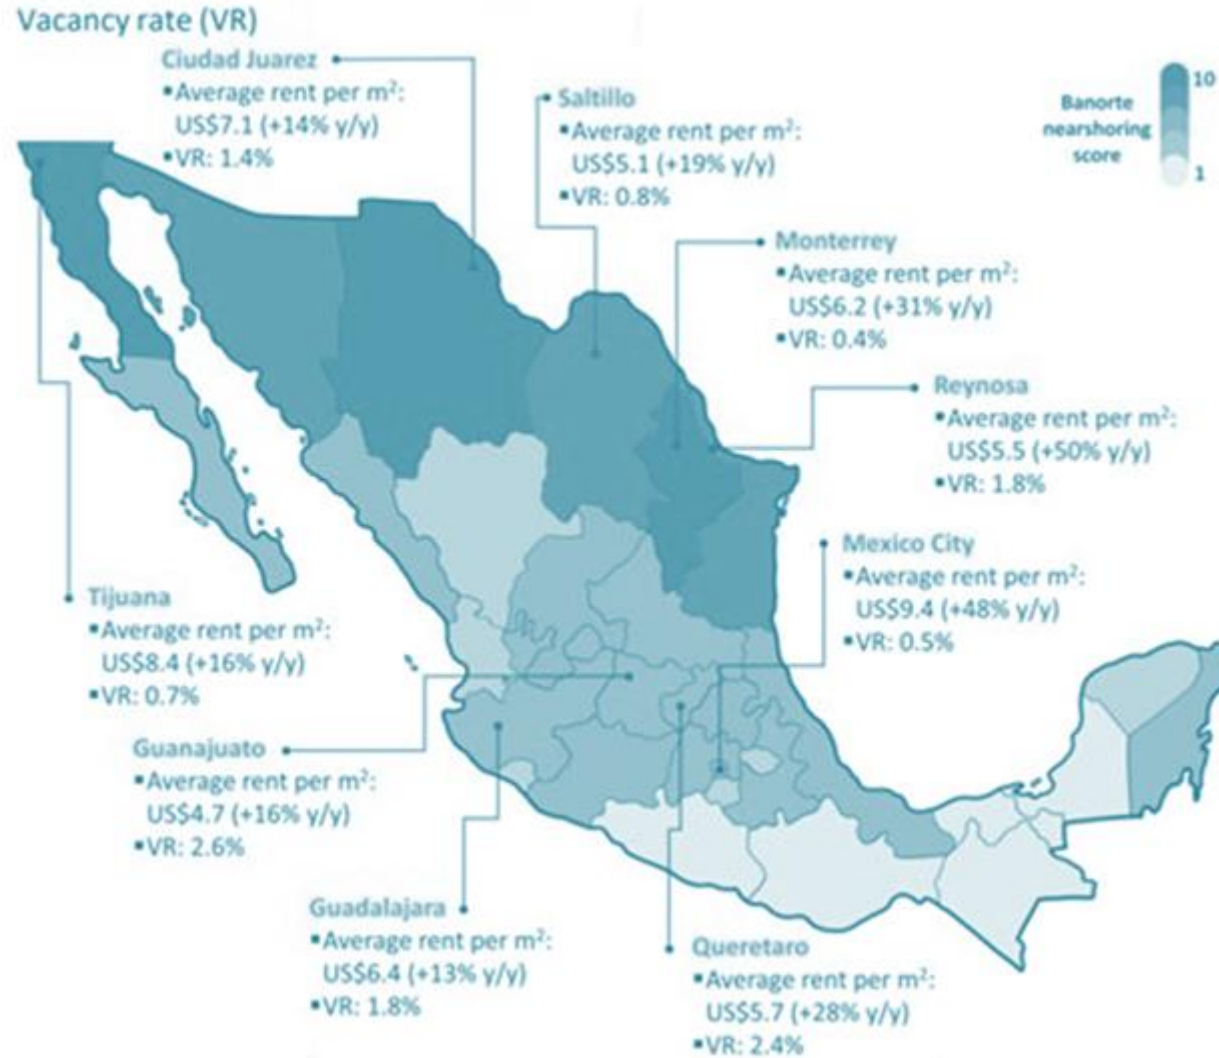 Vacancy rate (VR)
Ciudad Juarez
▪Average rent per m²:
US$7.1 (+14% y/y)
▪VR: 1.4%
Saltillo
▪Average rent per m²:
US$5.1 (+19% y/y)
▪VR: 0.8%
Banorte
nearshoring
score
10
1
Monterrey
▪Average rent per m²:
US$6.2 (+31% y/y)
▪VR: 0.4%
Reynosa
▪Average rent per m²:
US$5.5 (+50% y/y)
▪VR: 1.8%
Mexico City
▪Average rent per m²:
US$9.4 (+48% y/y)
▪VR: 0.5%
Tijuana
▪Average rent per m²:
US$8.4 (+16% y/y)
▪VR: 0.7%
Guanajuato
▪Average rent per m²:
US$4.7 (+16% y/y)
▪VR: 2.6%
Guadalajara
▪Average rent per m²:
US$6.4 (+13% y/y)
▪VR: 1.8%
Queretaro
▪Average rent per m²:
US$5.7 (+28% y/y)
▪VR: 2.4%